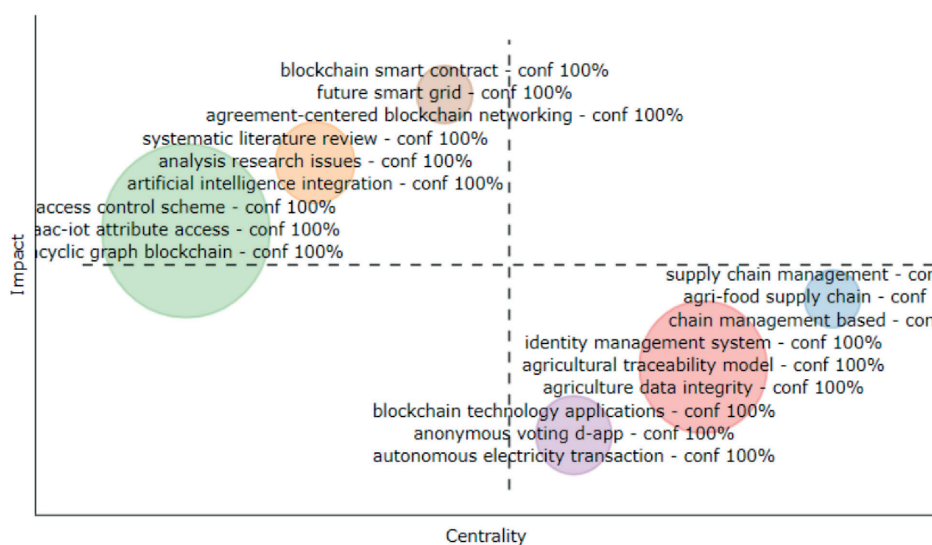 blockchain smart contract - conf 100%
future smart grid - conf 100%
agreement-centered blockchain networking - conf 100%
systematic literature review - conf 100%
analysis research issues - conf 100%
artificial intelligence integration - conf 100%
access control scheme - conf 100%
aac-iot attribute access - conf 100%
cyclic graph blockchain - conf 100%
Impact
supply chain management - con
agri-food supply chain - conf
chain management based - con
identity management system - conf 100%
agricultural traceability model - conf 100%
agriculture data integrity - conf 100%
blockchain technology applications - conf 100%
anonymous voting d-app - conf 100%
autonomous electricity transaction - conf 100%
Centrality